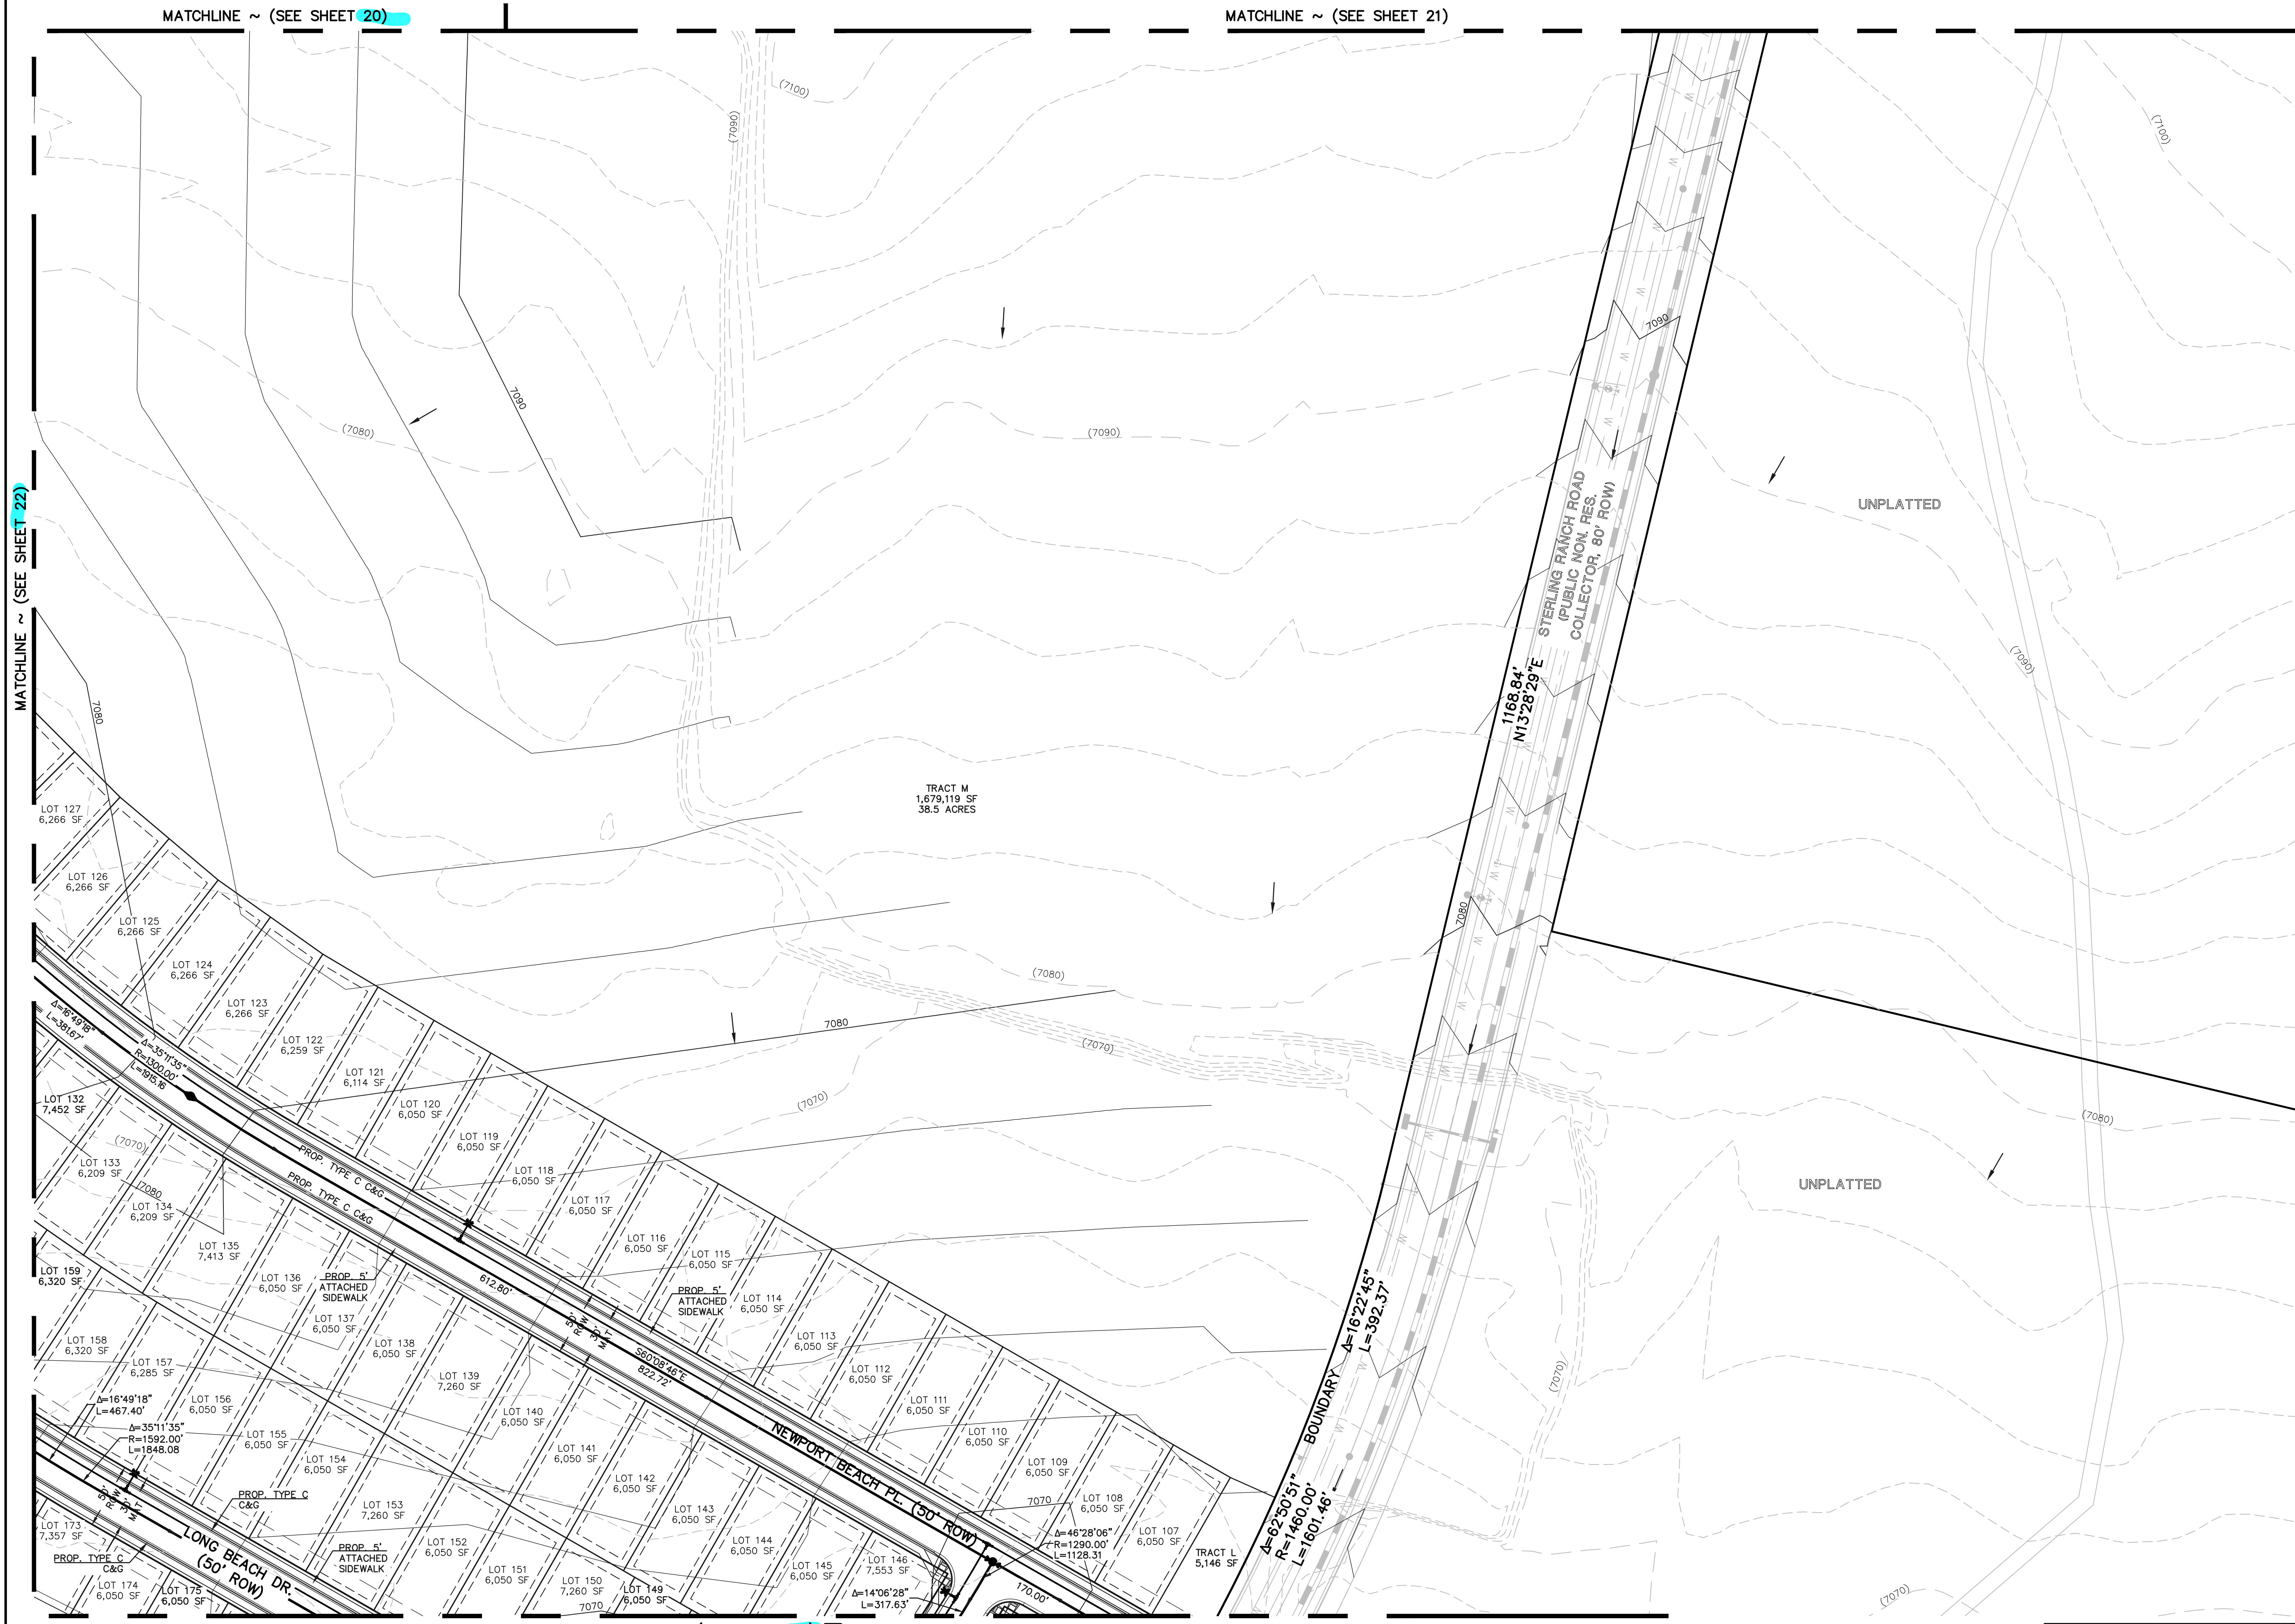 MATCHLINE ~ (SEE SHEET 20)
MATCHLINE ~ (SEE SHEET 21)
MATCHLINE ~ (SEE SHEET 22)
(7100)
(7090)
(7100)
7090
7090
(7080)
(7090)
UNPLATTED
STERLING RANCH ROAD
(PUBLIC NON. RES.
COLLECTOR, 80' ROW)
1168.84'
N13°28'29"E
(7090)
7080
TRACT M
1,679,119 SF
38.5 ACRES
LOT 127
6,266 SF
LOT 126
6,266 SF
LOT 125
6,266 SF
LOT 124
6,266 SF
LOT 123
6,266 SF
LOT 122
6,259 SF
LOT 121
6,114 SF
LOT 120
6,050 SF
LOT 119
6,050 SF
LOT 118
6,050 SF
LOT 117
6,050 SF
LOT 116
6,050 SF
LOT 115
6,050 SF
LOT 114
6,050 SF
LOT 113
6,050 SF
LOT 112
6,050 SF
LOT 111
6,050 SF
LOT 110
6,050 SF
LOT 109
6,050 SF
LOT 108
6,050 SF
LOT 107
6,050 SF
TRACT L
5,146 SF
7080
(7080)
7080
(7070)
(7070)
(7080)
UNPLATTED
Δ=16°49'18"
L=381.67'
Δ=35°11'35"
R=1300.00'
L=1915.16
LOT 132
7,452 SF
(7070)
LOT 133
6,209 SF
7080
LOT 134
6,209 SF
LOT 135
7,413 SF
LOT 136
6,050 SF
LOT 137
6,050 SF
LOT 138
6,050 SF
LOT 139
7,260 SF
LOT 140
6,050 SF
LOT 141
6,050 SF
LOT 142
6,050 SF
LOT 143
6,050 SF
LOT 144
6,050 SF
LOT 145
6,050 SF
LOT 146
7,553 SF
PROP. TYPE C C&G
PROP. TYPE C C&G
PROP. 5'
ATTACHED
SIDEWALK
PROP. 5'
ATTACHED
SIDEWALK
612.80'
50'
ROW
30'
MAT
S60°08'46"E
822.72'
NEWPORT BEACH PL. (50' ROW)
7070
Δ=46°28'06"
R=1290.00'
L=1128.31
Δ=14°06'28"
L=317.63'
170.00'
BOUNDARY
Δ=16°22'45"
L=392.37'
Δ=62°50'51"
R=1460.00'
L=1601.46'
(7070)
(7070)
LOT 159
6,320 SF
LOT 158
6,320 SF
LOT 157
6,285 SF
LOT 156
6,050 SF
LOT 155
6,050 SF
LOT 154
6,050 SF
LOT 153
7,260 SF
LOT 152
6,050 SF
LOT 151
6,050 SF
LOT 150
7,260 SF
7070
LOT 149
6,050 SF
Δ=16°49'18"
L=467.40'
Δ=35°11'35"
R=1592.00'
L=1848.08
50'
ROW
30'
MAT
PROP. TYPE C
C&G
LONG BEACH DR.
(50' ROW)
PROP. 5'
ATTACHED
SIDEWALK
LOT 173
7,357 SF
PROP. TYPE C
C&G
LOT 174
6,050 SF
LOT 175
6,050 SF